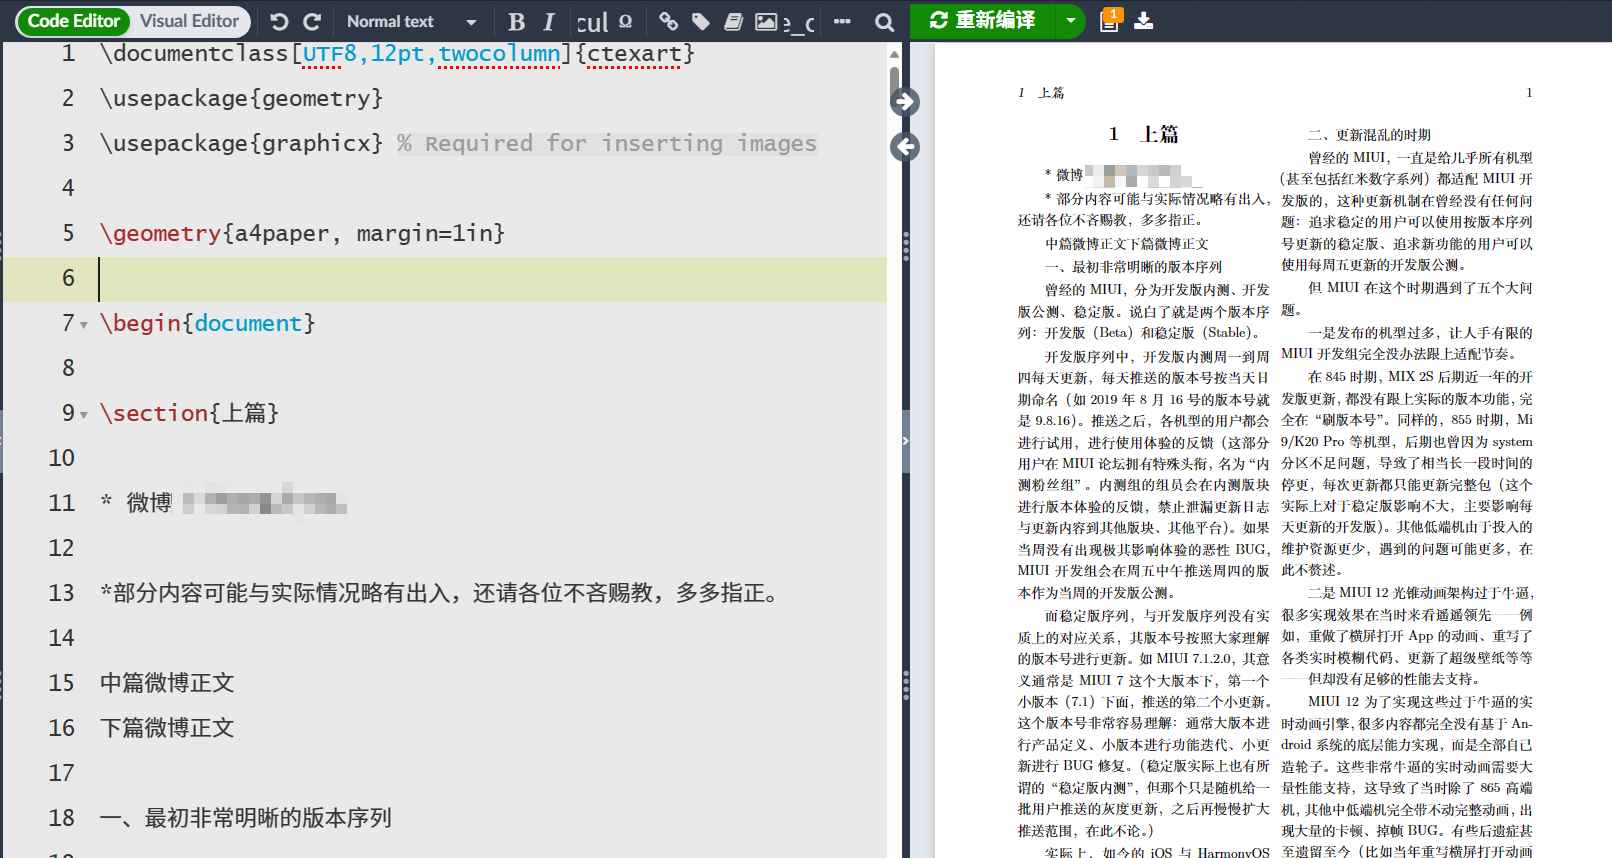 Code Editor Visual Editor Normal text B I Ω 重新编译 1
1 \documentclass[UTF8,12pt,twocolumn]{ctexart}
2 \usepackage{geometry}
3 \usepackage{graphicx} % Required for inserting images
4
5 \geometry{a4paper, margin=1in}
6
7 \begin{document}
8
9 \section{上篇}
10
11 * 微博
12
13 *部分内容可能与实际情况略有出入，还请各位不吝赐教，多多指正。
14
15 中篇微博正文
16 下篇微博正文
17
18 一、最初非常明晰的版本序列
1 上篇 1
1 上篇
* 微博
* 部分内容可能与实际情况略有出入，
还请各位不吝赐教，多多指正。
中篇微博正文下篇微博正文
一、最初非常明晰的版本序列
曾经的 MIUI，分为开发版内测、开发
版公测、稳定版。说白了就是两个版本序
列：开发版（Beta）和稳定版（Stable）。
开发版序列中，开发版内测周一到周
四每天更新，每天推送的版本号按当天日
期命名（如 2019 年 8 月 16 号的版本号就
是 9.8.16）。推送之后，各机型的用户都会
进行试用，进行使用体验的反馈（这部分
用户在 MIUI 论坛拥有特殊头衔，名为“内
测粉丝组”。内测组的组员会在内测版块
进行版本体验的反馈，禁止泄漏更新日志
与更新内容到其他版块、其他平台）。如果
当周没有出现极其影响体验的恶性 BUG，
MIUI 开发组会在周五中午推送周四的版
本作为当周的开发版公测。
而稳定版序列，与开发版序列没有实
质上的对应关系，其版本号按照大家理解
的版本号进行更新。如 MIUI 7.1.2.0，其意
义通常是 MIUI 7 这个大版本下，第一个
小版本（7.1）下面，推送的第二个小更新。
这个版本号非常容易理解：通常大版本进
行产品定义、小版本进行功能迭代、小更
新进行 BUG 修复。（稳定版实际上也有所
谓的“稳定版内测”，但那个只是随机给一
批用户推送的灰度更新，之后再慢慢扩大
推送范围，在此不论。）
实际上，如今的 iOS 与 HarmonyOS
二、更新混乱的时期
曾经的 MIUI，一直是给几乎所有机型
（甚至包括红米数字系列）都适配 MIUI 开
发版的，这种更新机制在曾经没有任何问
题：追求稳定的用户可以使用按版本序列
号更新的稳定版、追求新功能的用户可以
使用每周五更新的开发版公测。
但 MIUI 在这个时期遇到了五个大问
题。
一是发布的机型过多，让人手有限的
MIUI 开发组完全没办法跟上适配节奏。
在 845 时期，MIX 2S 后期近一年的开
发版更新，都没有跟上实际的版本功能，完
全在“刷版本号”。同样的，855 时期，Mi
9/K20 Pro 等机型，后期也曾因为 system
分区不足问题，导致了相当长一段时间的
停更，每次更新都只能更新完整包（这个
实际上对于稳定版影响不大，主要影响每
天更新的开发版）。其他低端机由于投入的
维护资源更少，遇到的问题可能更多，在
此不赘述。
二是 MIUI 12 光锥动画架构过于牛逼，
很多实现效果在当时来看遥遥领先——例
如，重做了横屏打开 App 的动画、重写了
各类实时模糊代码、更新了超级壁纸等等
——但却没有足够的性能去支持。
MIUI 12 为了实现这些过于牛逼的实
时动画引擎，很多内容都完全没有基于 An-
droid 系统的底层能力实现，而是全部自己
造轮子。这些非常牛逼的实时动画需要大
量性能支持，这导致了当时除了 865 高端
机，其他中低端机完全带不动完整动画，出
现大量的卡顿、掉帧 BUG。有些后遗症甚
至遗留至今（比如当年重写横屏打开动画